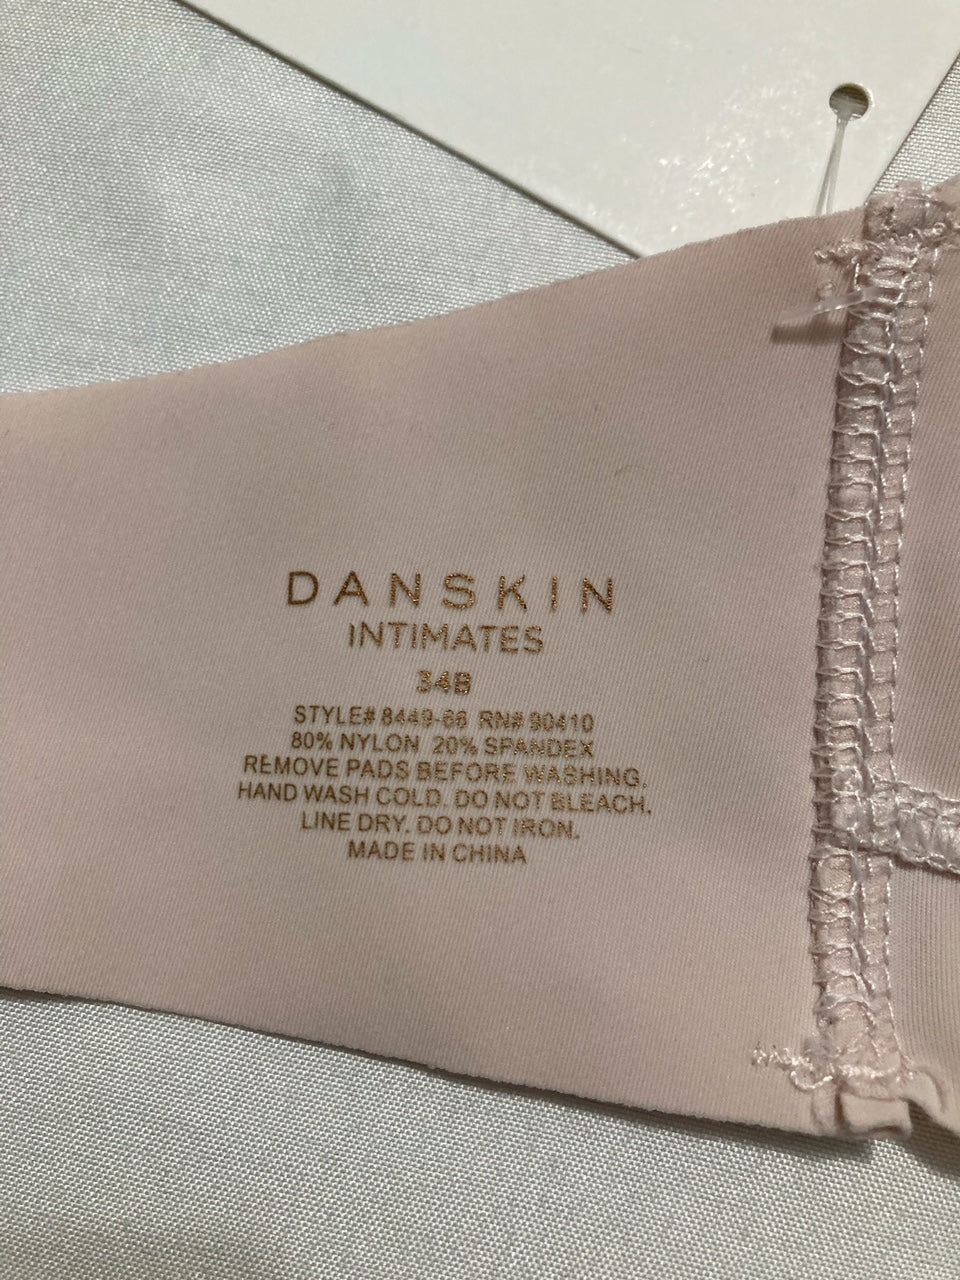 DANSKIN
INTIMATES
34B
STYLE# 8449-66 RN# 90410
80% NYLON 20% SPANDEX
REMOVE PADS BEFORE WASHING.
HAND WASH COLD. DO NOT BLEACH.
LINE DRY. DO NOT IRON.
MADE IN CHINA